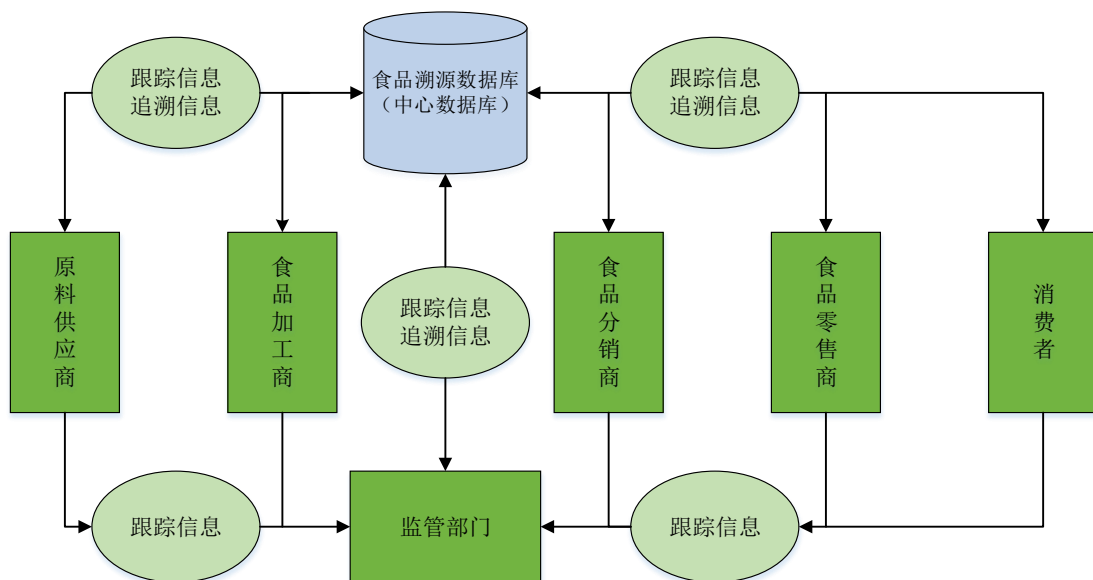 跟踪信息
追溯信息
食品溯源数据库
（中心数据库）
跟踪信息
追溯信息
原料供应商
食品加工商
跟踪信息
追溯信息
食品分销商
食品零售商
消费者
跟踪信息
监管部门
跟踪信息